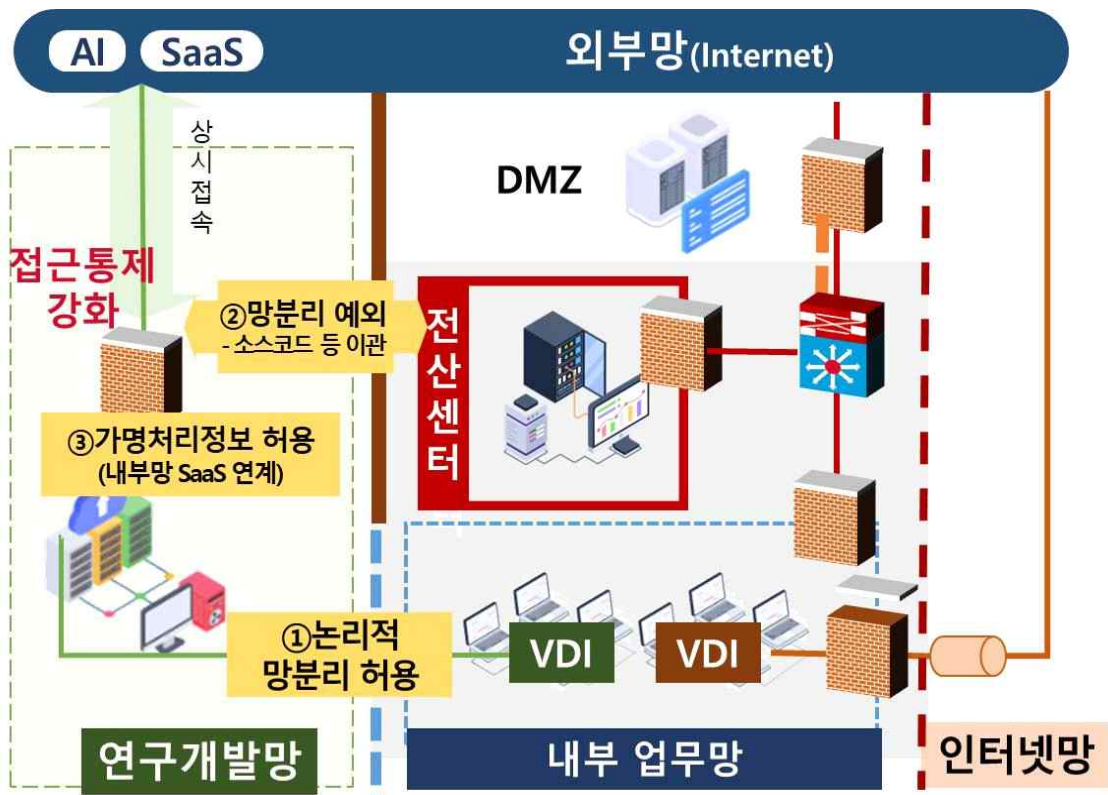 AI
SaaS
외부망(Internet)
상
시
접
속
DMZ
접근통제
강화
②망분리 예외
- 소스코드 등 이관
전
산
센
터
③가명처리정보 허용
(내부망 SaaS 연계)
①논리적
망분리 허용
VDI
VDI
연구개발망
내부 업무망
인터넷망